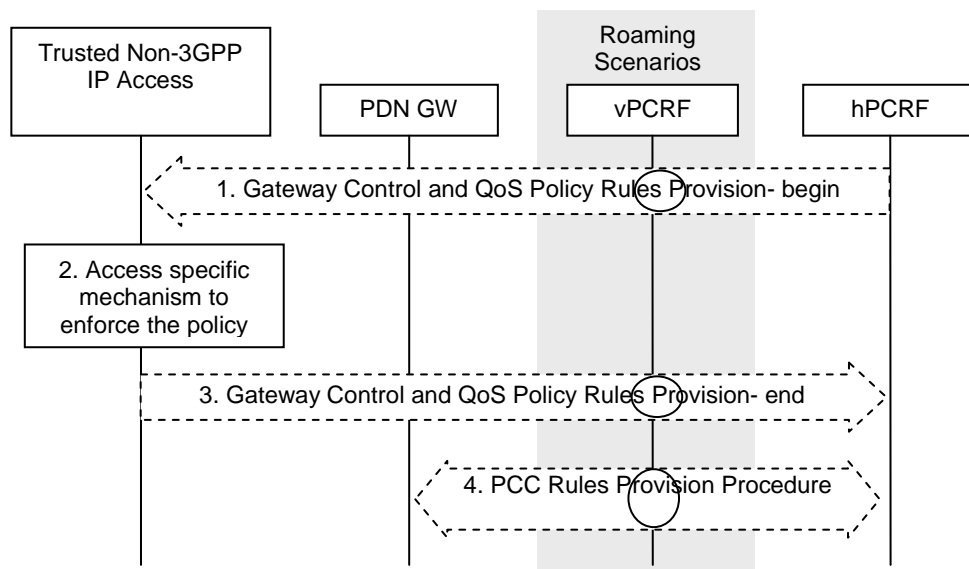 Roaming
Scenarios
Trusted Non-3GPP
IP Access
PDN GW
vPCRF
hPCRF
1. Gateway Control and QoS Policy Rules Provision- begin
2. Access specific
mechanism to
enforce the policy
3. Gateway Control and QoS Policy Rules Provision- end
4. PCC Rules Provision Procedure